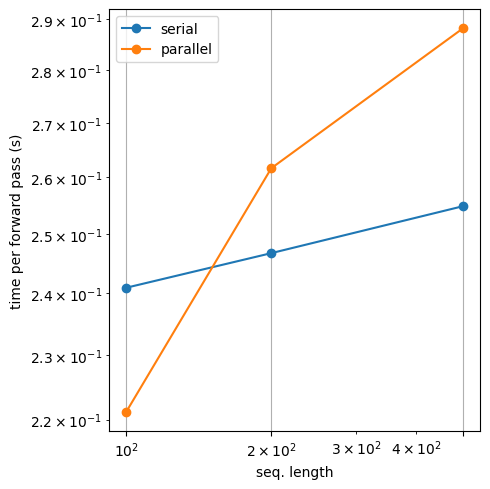 2.9 × 10⁻¹
2.8 × 10⁻¹
2.7 × 10⁻¹
2.6 × 10⁻¹
2.5 × 10⁻¹
2.4 × 10⁻¹
2.3 × 10⁻¹
2.2 × 10⁻¹
time per forward pass (s)
serial
parallel
10²
2 × 10²
3 × 10²
4 × 10²
seq. length